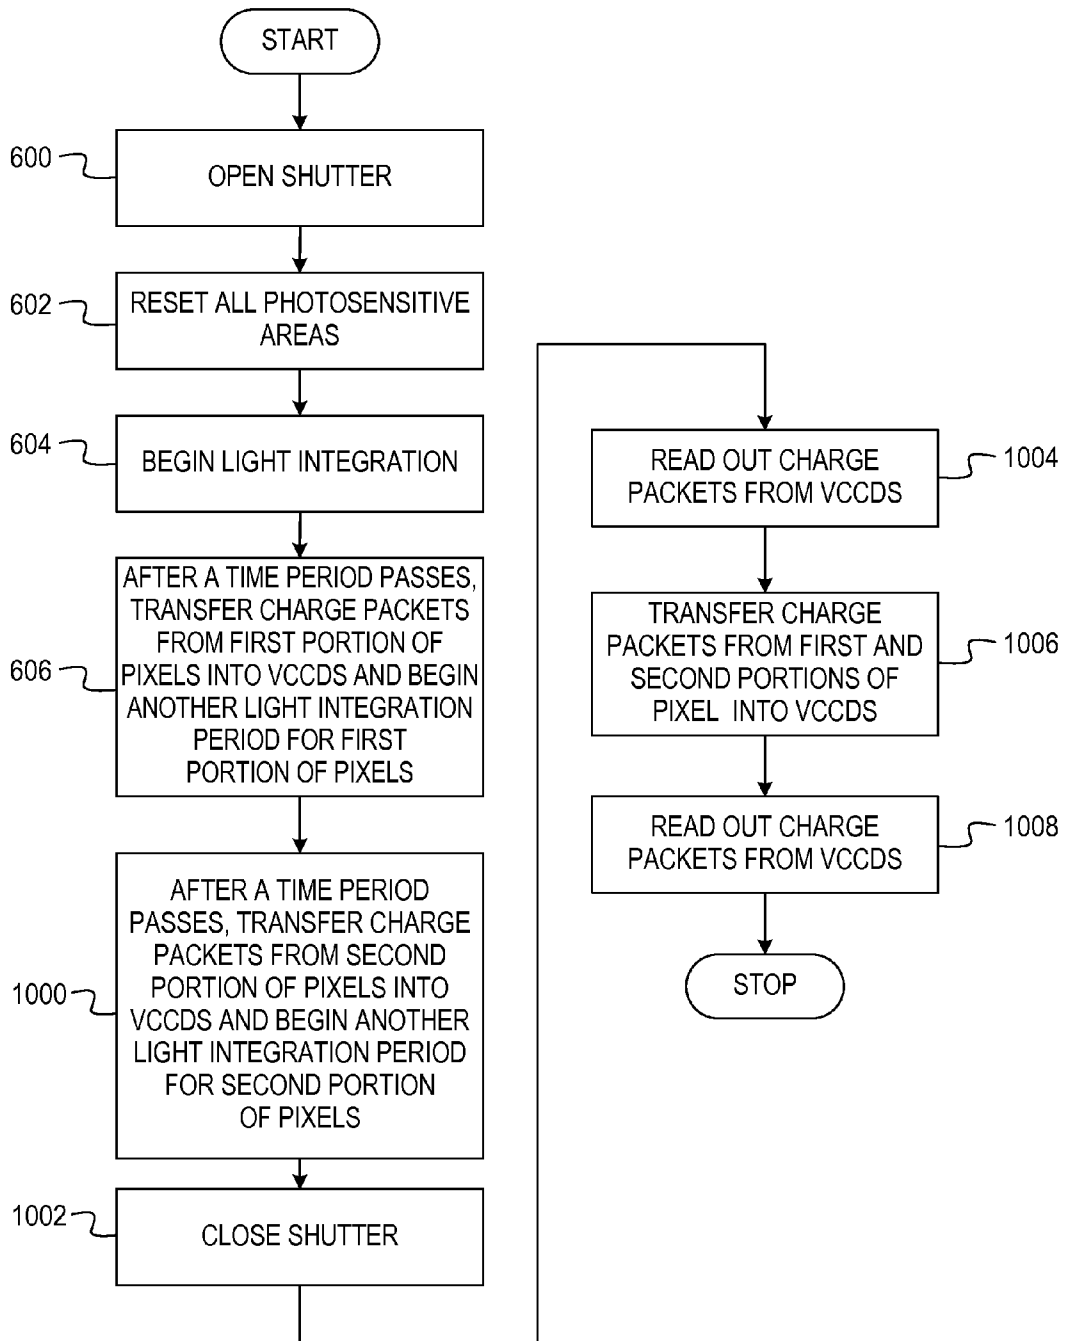 START
600
OPEN SHUTTER
602
RESET ALL PHOTOSENSITIVE
AREAS
604
BEGIN LIGHT INTEGRATION
606
AFTER A TIME PERIOD PASSES,
TRANSFER CHARGE PACKETS
FROM FIRST PORTION OF
PIXELS INTO VCCDS AND BEGIN
ANOTHER LIGHT INTEGRATION
PERIOD FOR FIRST
PORTION OF PIXELS
1000
AFTER A TIME PERIOD
PASSES, TRANSFER CHARGE
PACKETS FROM SECOND
PORTION OF PIXELS INTO
VCCDS AND BEGIN ANOTHER
LIGHT INTEGRATION PERIOD
FOR SECOND PORTION
OF PIXELS
1002
CLOSE SHUTTER
READ OUT CHARGE
PACKETS FROM VCCDS
1004
TRANSFER CHARGE
PACKETS FROM FIRST AND
SECOND PORTIONS OF
PIXEL INTO VCCDS
1006
READ OUT CHARGE
PACKETS FROM VCCDS
1008
STOP